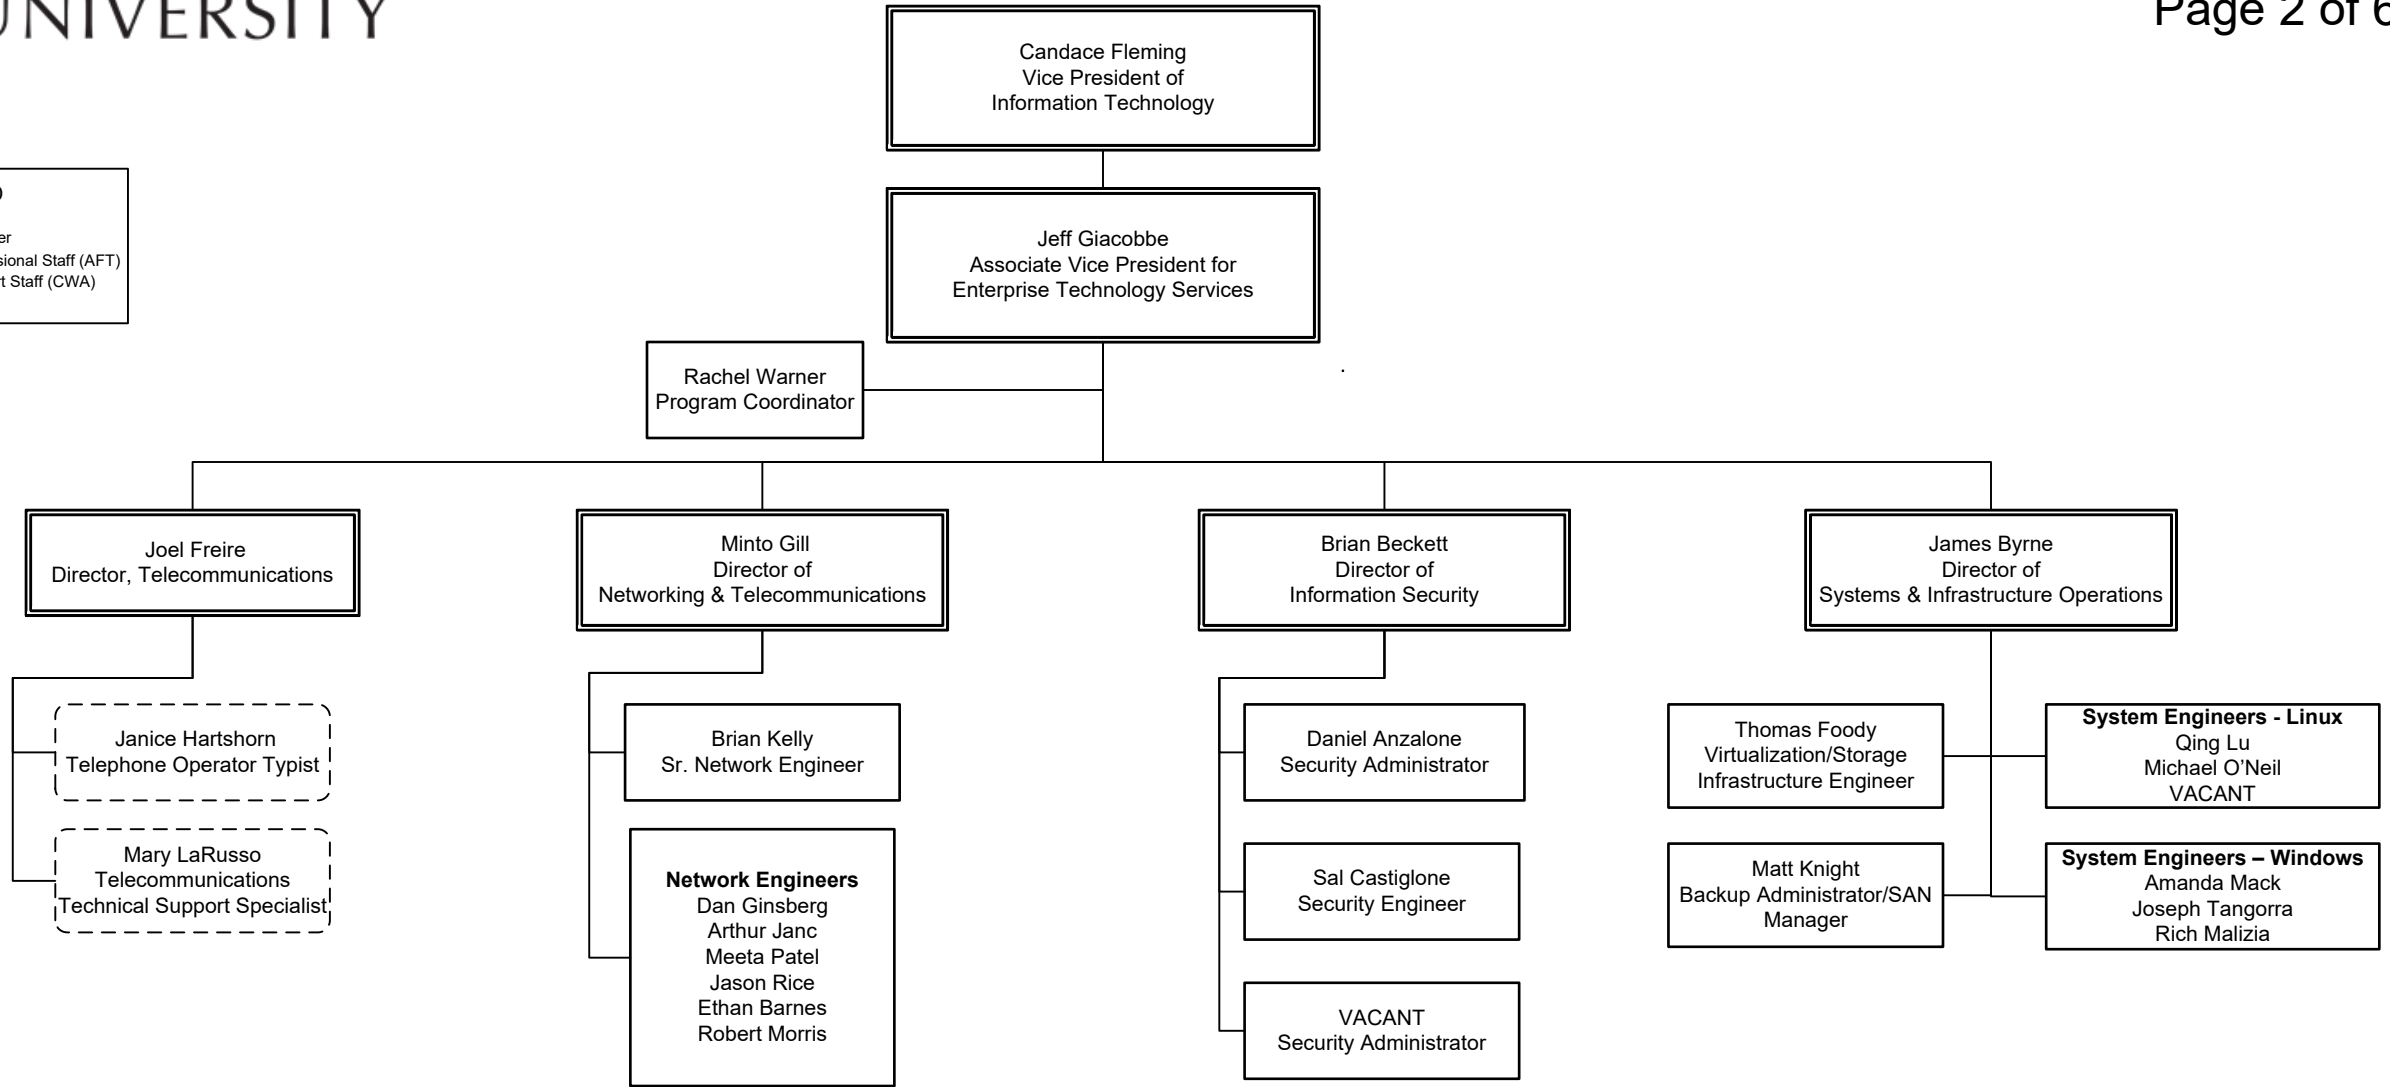 UNIVERSITY
Page 2 of 6
Candace Fleming
Vice President of
Information Technology
Jeff Giacobbe
Associate Vice President for
Enterprise Technology Services
sional Staff (AFT)
Staff (CWA)
Rachel Warner
Program Coordinator
.
Joel Freire
Director, Telecommunications
Minto Gill
Director of
Networking & Telecommunications
Brian Beckett
Director of
Information Security
James Byrne
Director of
Systems & Infrastructure Operations
Janice Hartshorn
Telephone Operator Typist
Mary LaRusso
Telecommunications
Technical Support Specialist
Brian Kelly
Sr. Network Engineer
Network Engineers
Dan Ginsberg
Arthur Janc
Meeta Patel
Jason Rice
Ethan Barnes
Robert Morris
Daniel Anzalone
Security Administrator
Sal Castiglone
Security Engineer
VACANT
Security Administrator
Thomas Foody
Virtualization/Storage
Infrastructure Engineer
Matt Knight
Backup Administrator/SAN
Manager
System Engineers - Linux
Qing Lu
Michael O’Neil
VACANT
System Engineers – Windows
Amanda Mack
Joseph Tangorra
Rich Malizia